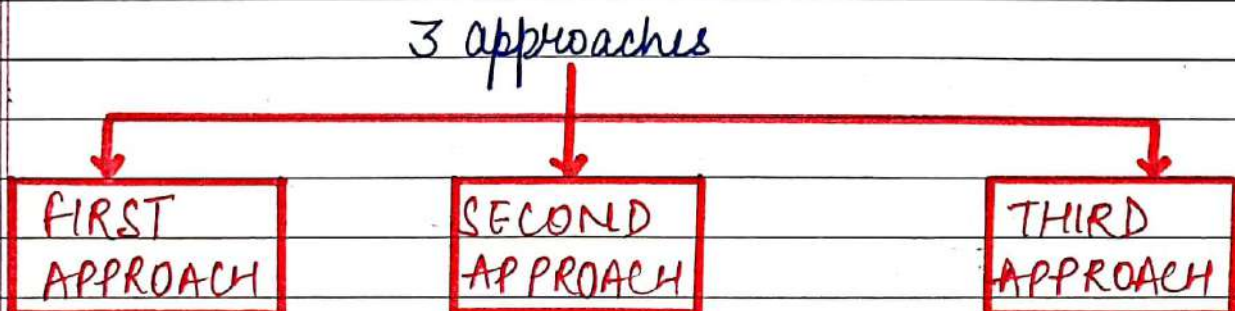 3 approaches
FIRST
APPROACH
SECOND
APPROACH
THIRD
APPROACH